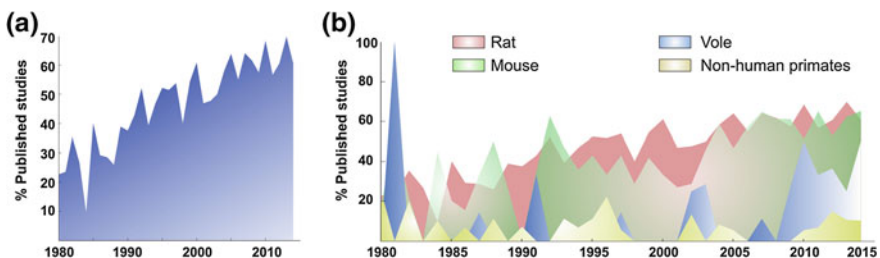 (a)
% Published studies
70
60
50
40
30
20
10
1980 1990 2000 2010
(b)
% Published studies
100
80
60
40
20
Rat
Mouse
Vole
Non-human primates
1980 1985 1990 1995 2000 2005 2010 2015